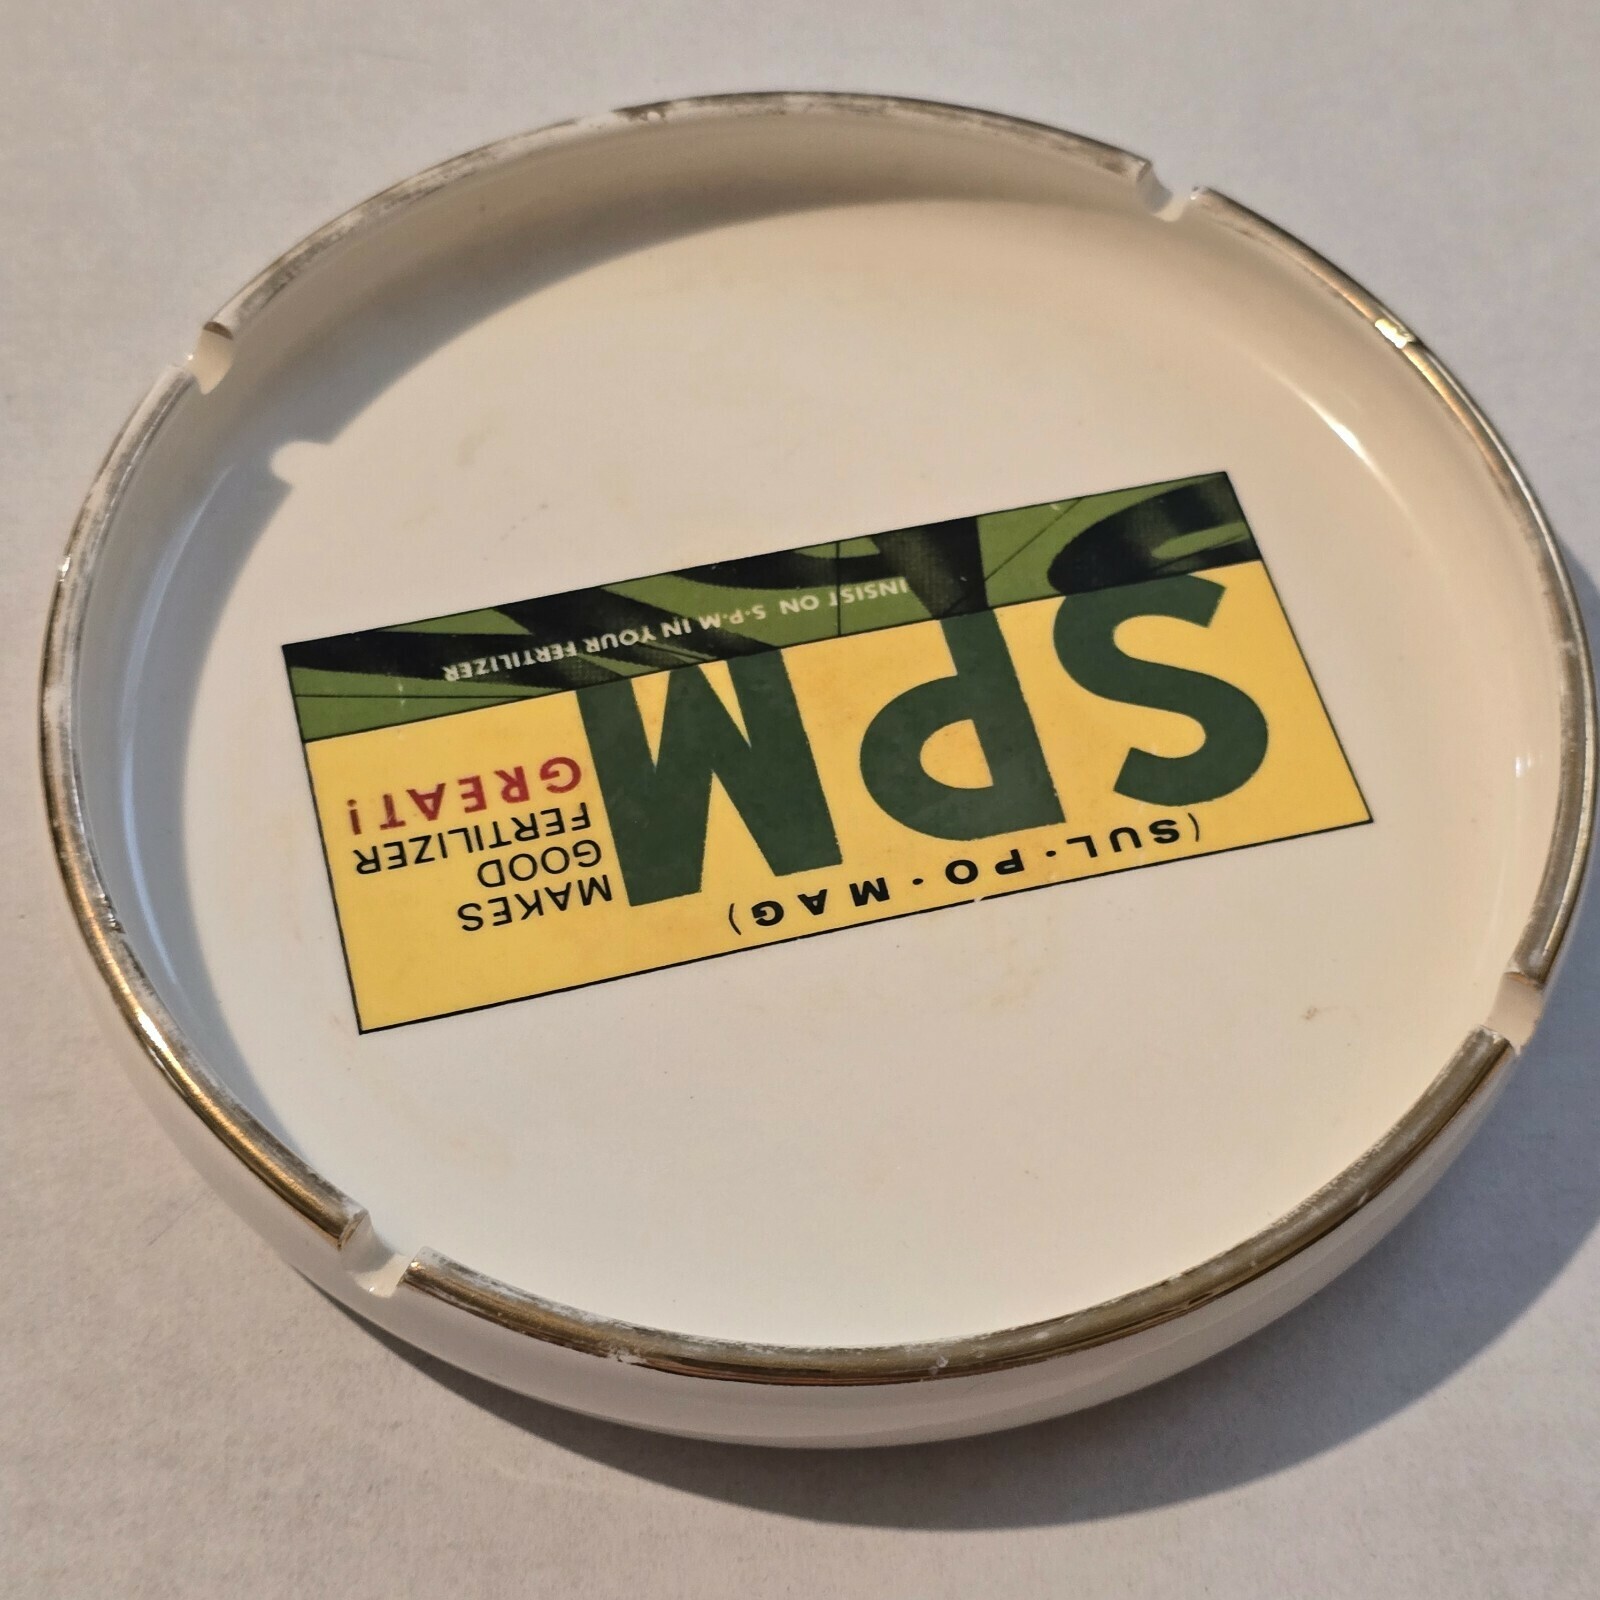 (SUL·PO·MAG)
SPM
MAKES
GOOD
FERTILIZER
GREAT!
INSIST ON S·P·M IN YOUR FERTILIZER